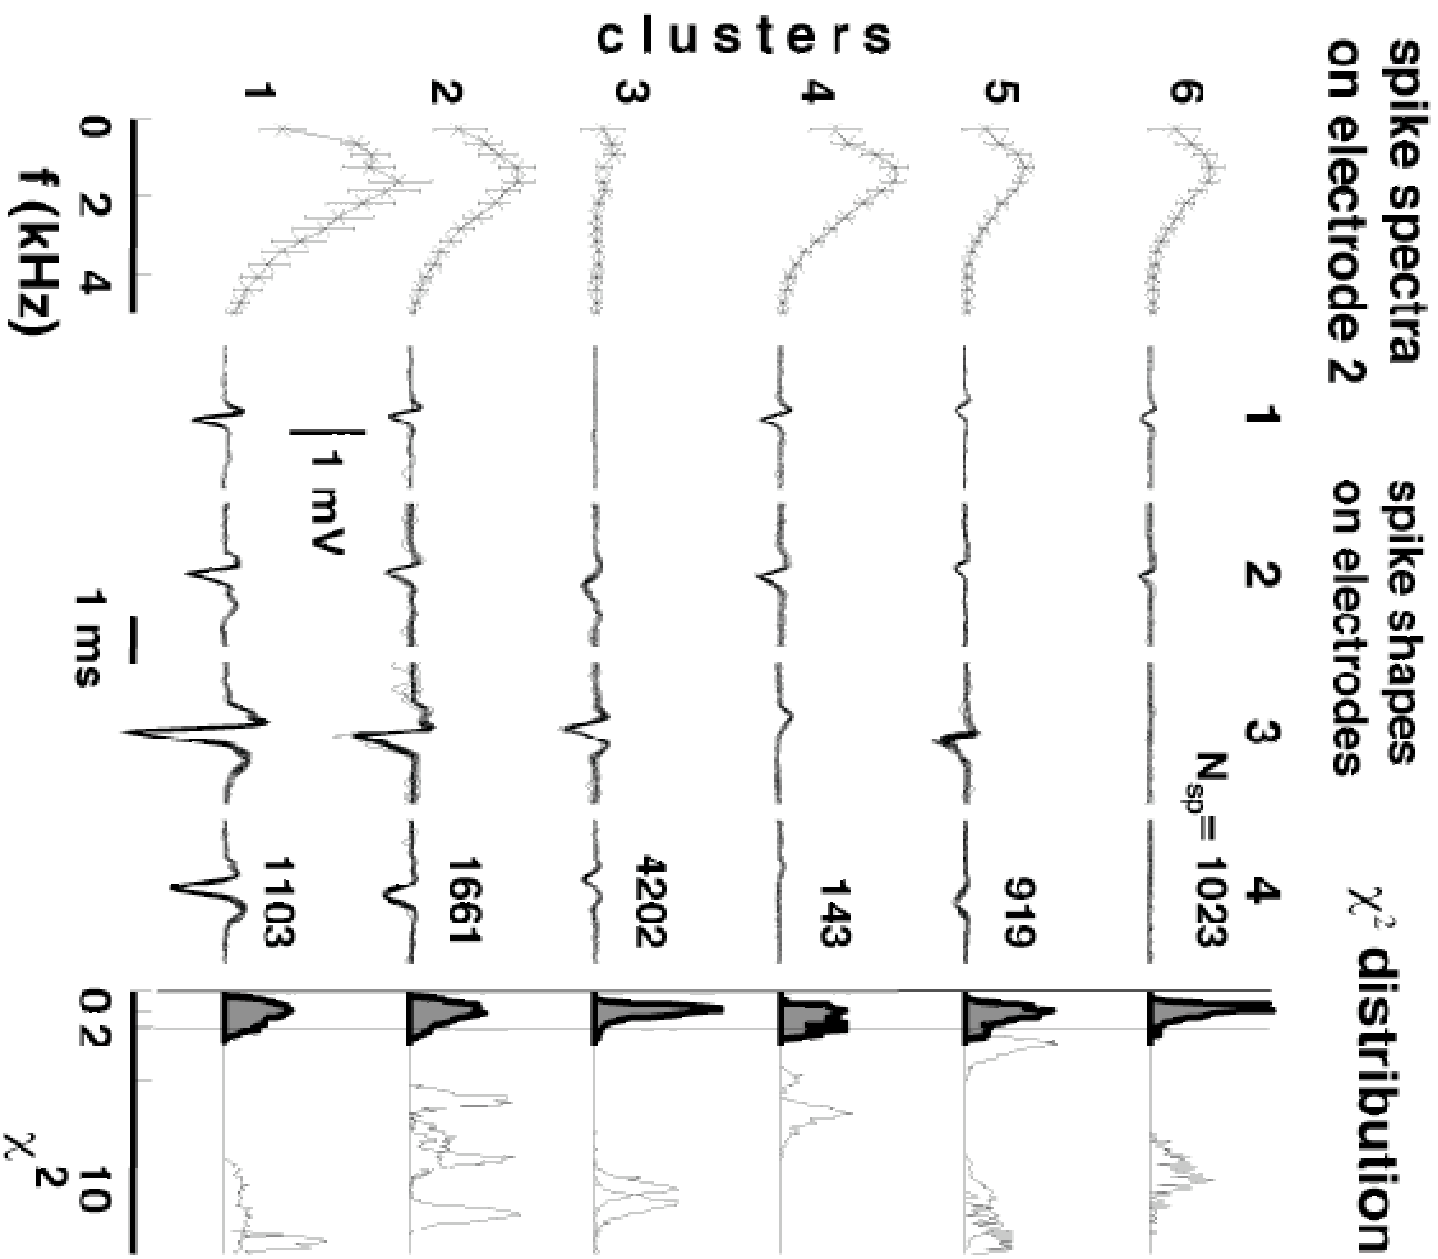 spike spectra
on electrode 2
spike shapes
on electrodes
χ² distribution
1 2 3 4
clusters
6
N_sp= 1023
5
919
4
143
3
4202
2
1661
1
1103
1 mV
1 ms
0 2 4
f (kHz)
0 2 10
χ 2